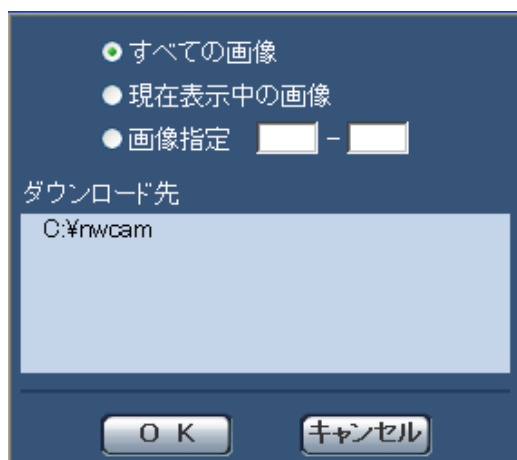 すべての画像
現在表示中の画像
画像指定 -
ダウンロード先
C:¥nwcam
OK キャンセル